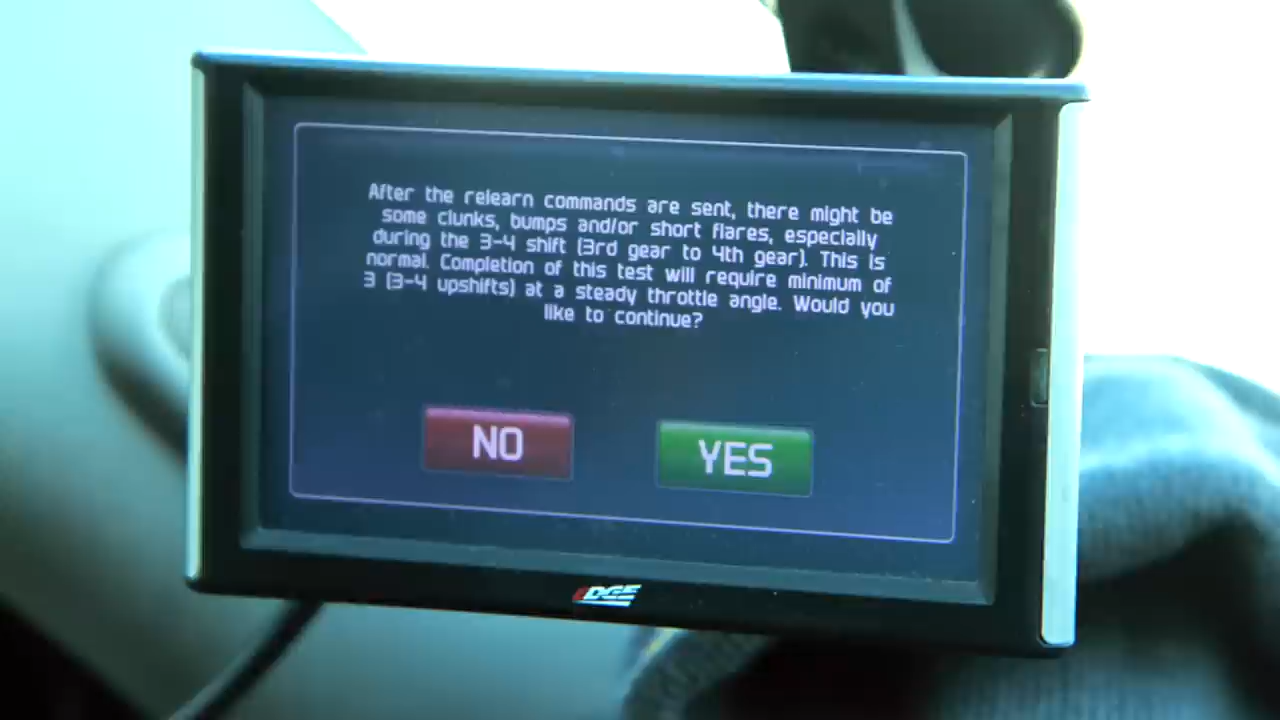 After the relearn commands are sent, there might be
some clunks, bumps and/or short flares, especially
during the 3-4 shift (3rd gear to 4th gear). This is
normal. Completion of this test will require minimum of
3 (3-4 upshifts) at a steady throttle angle. Would you
like to continue?
NO
YES
EDGE